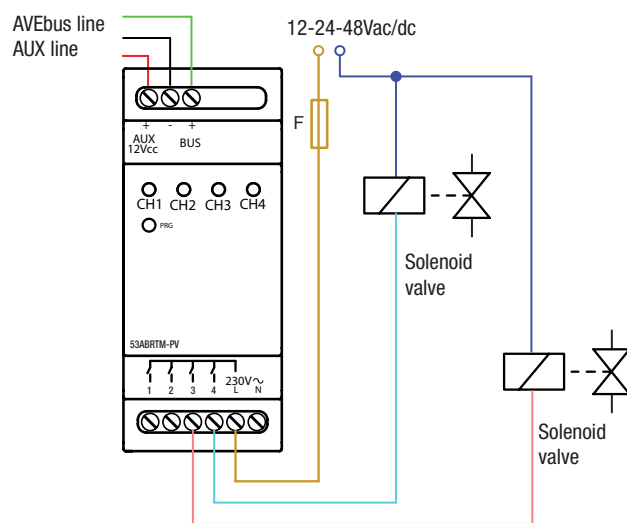 AVEbus line
AUX line
12-24-48Vac/dc
F
+ - +
AUX BUS
12Vcc
CH1 CH2 CH3 CH4
PRG
Solenoid
valve
53ABRTM-PV
230V~
1 2 3 4 L N
Solenoid
valve